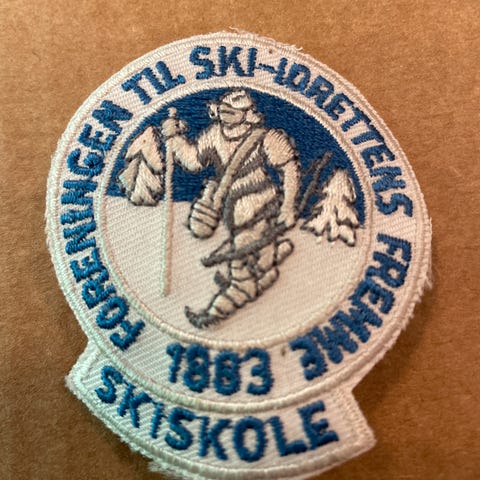 FORENINGEN TIL SKI-IDRETTENS FREMME
1883
SKISKOLE